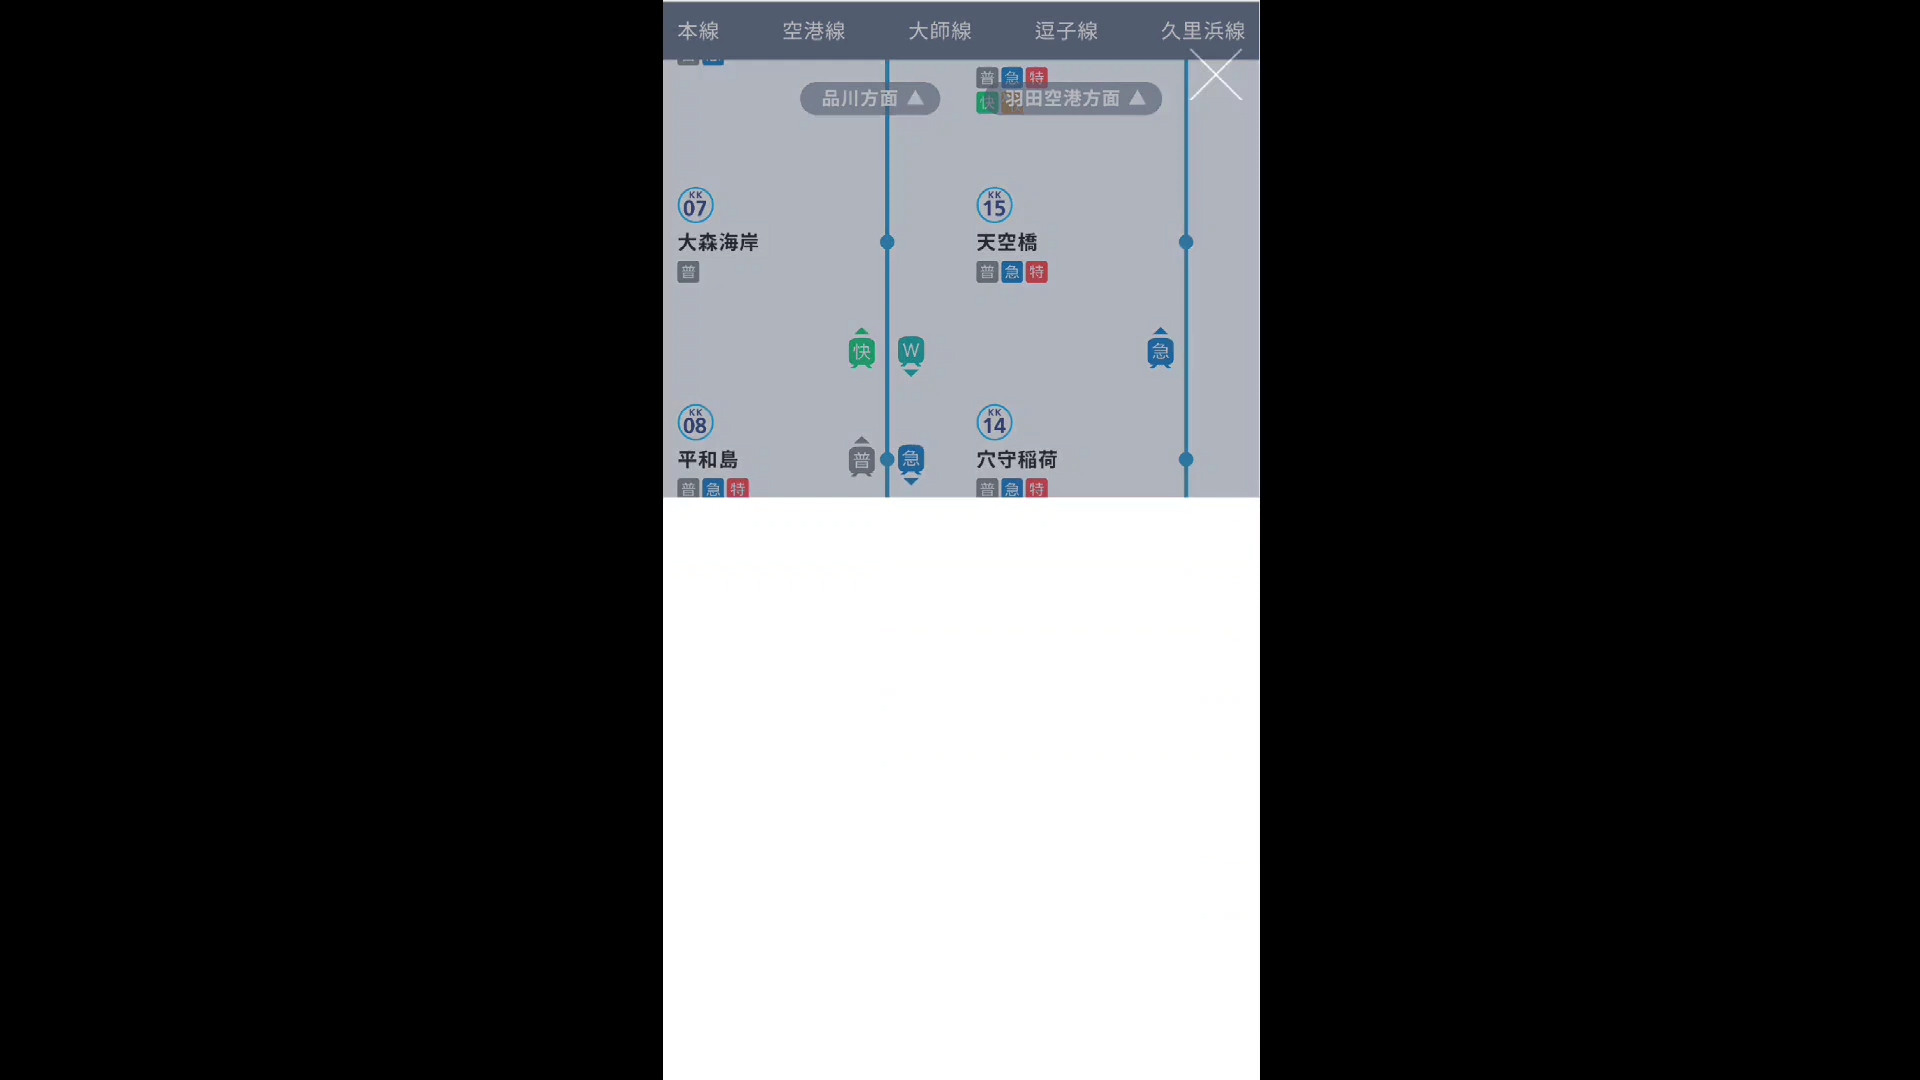 本線 空港線 大師線 逗子線 久里浜線
普 急 特
品川方面 ▲ 快 羽田空港方面 ▲
KK 07 KK 15
大森海岸 天空橋
普 普 急 特
快 W 急
KK 08 KK 14
平和島 普 急 穴守稲荷
普 急 特 普 急 特